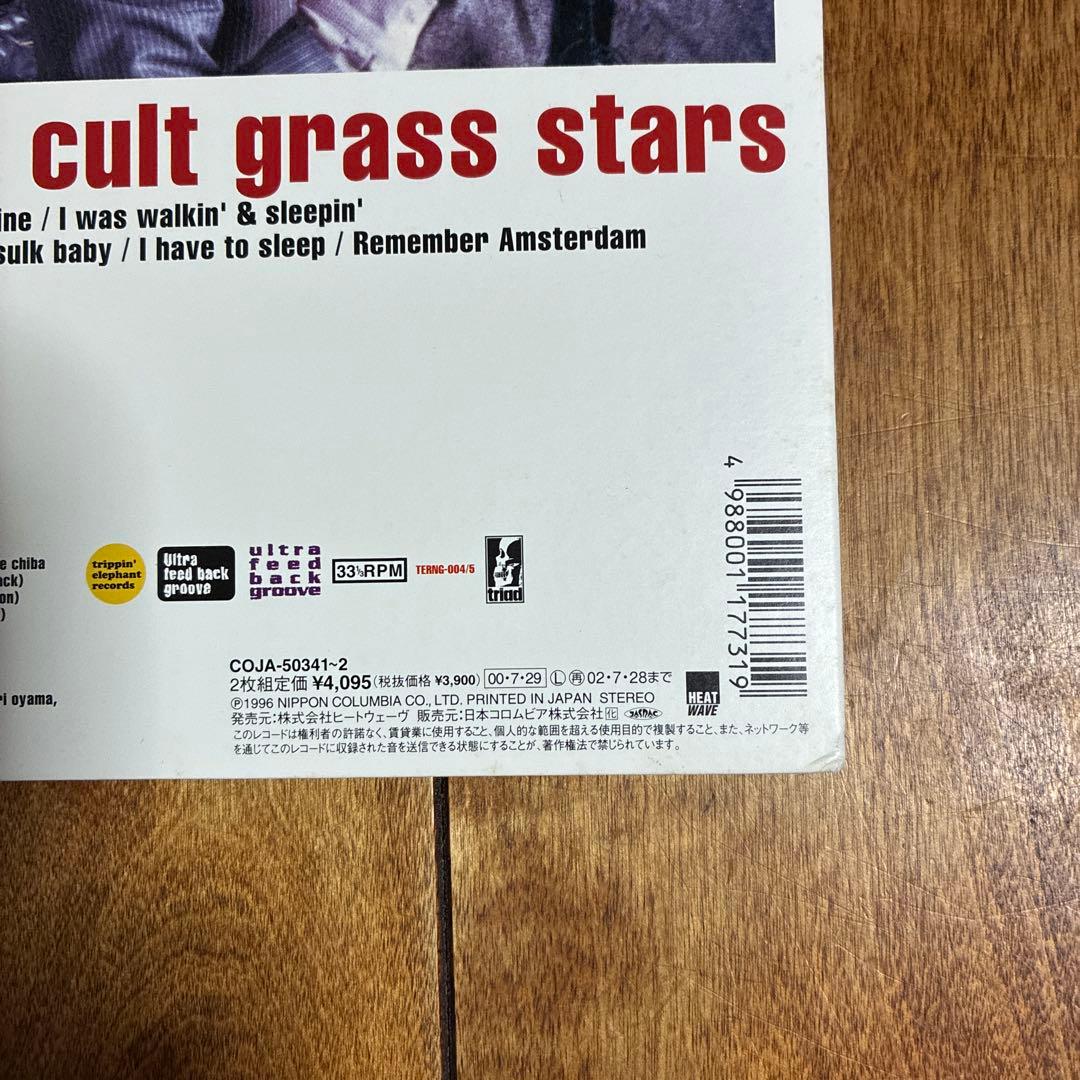 cult grass stars
ine / I was walkin' & sleepin'
sulk baby / I have to sleep / Remember Amsterdam
e chiba
ack)
on)
)
ri oyama,
trippin'
elephant
records
Ultra
feed back
groove
ultra
feed
back
groove
33⅓RPM
TERNG-004/5
triad
COJA-50341~2
2枚組定価 ¥4,095(税抜価格 ¥3,900) 00・7・29 Ⓛ 再 02・7・28まで
Ⓟ1996 NIPPON COLUMBIA CO., LTD. PRINTED IN JAPAN STEREO
発売元:株式会社ヒートウェーヴ 販売元:日本コロムビア株式会社 化 JASRAC
このレコードは権利者の許諾なく、賃貸業に使用すること、個人的な範囲を超える使用目的で複製すること、また、ネットワーク等
を通じてこのレコードに収録された音を送信できる状態にすることが、著作権法で禁じられています。
HEAT
WAVE
4 988001 177319